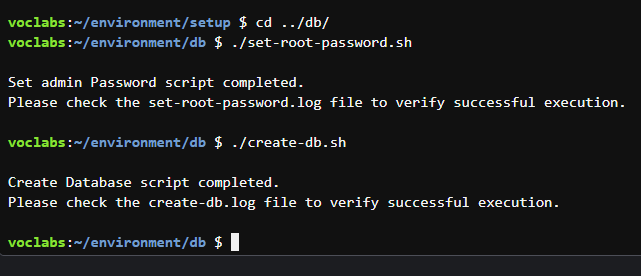 voclabs:~/environment/setup $ cd ../db/
voclabs:~/environment/db $ ./set-root-password.sh
Set admin Password script completed.
Please check the set-root-password.log file to verify successful execution.
voclabs:~/environment/db $ ./create-db.sh
Create Database script completed.
Please check the create-db.log file to verify successful execution.
voclabs:~/environment/db $